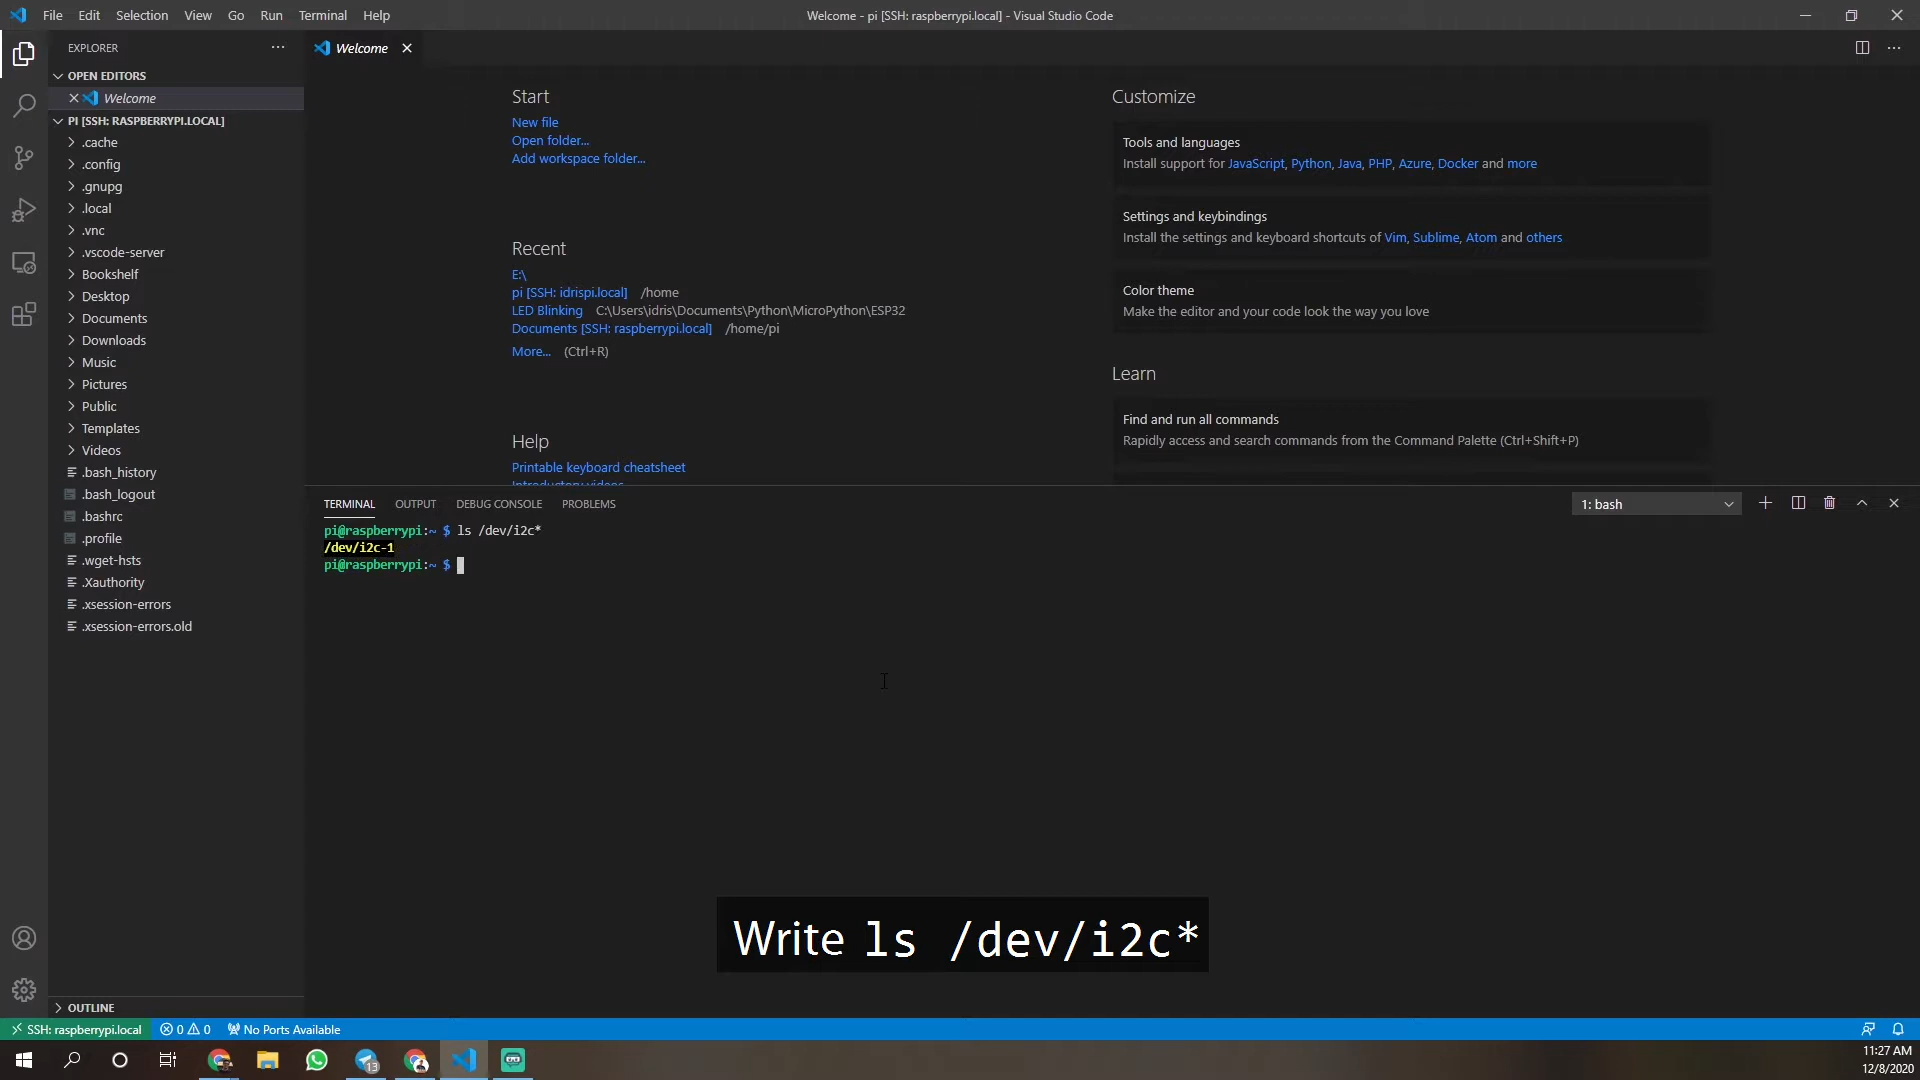 File Edit Selection View Go Run Terminal Help
Welcome - pi [SSH: raspberrypi.local] - Visual Studio Code
EXPLORER
OPEN EDITORS
Welcome
PI [SSH: RASPBERRYPI.LOCAL]
.cache
.config
.gnupg
.local
.vnc
.vscode-server
Bookshelf
Desktop
Documents
Downloads
Music
Pictures
Public
Templates
Videos
.bash_history
.bash_logout
.bashrc
.profile
.wget-hsts
.Xauthority
.xsession-errors
.xsession-errors.old
OUTLINE
Welcome
Start
New file
Open folder...
Add workspace folder...
Recent
E:\
pi [SSH: idrispi.local] /home
LED Blinking C:\Users\idris\Documents\Python\MicroPython\ESP32
Documents [SSH: raspberrypi.local] /home/pi
More... (Ctrl+R)
Help
Printable keyboard cheatsheet
Introductory videos
Customize
Tools and languages
Install support for JavaScript, Python, Java, PHP, Azure, Docker and more
Settings and keybindings
Install the settings and keyboard shortcuts of Vim, Sublime, Atom and others
Color theme
Make the editor and your code look the way you love
Learn
Find and run all commands
Rapidly access and search commands from the Command Palette (Ctrl+Shift+P)
TERMINAL OUTPUT DEBUG CONSOLE PROBLEMS
1: bash
pi@raspberrypi:~ $ ls /dev/i2c*
/dev/i2c-1
pi@raspberrypi:~ $
Write ls /dev/i2c*
SSH: raspberrypi.local 0 0 No Ports Available
13
11:27 AM
12/8/2020